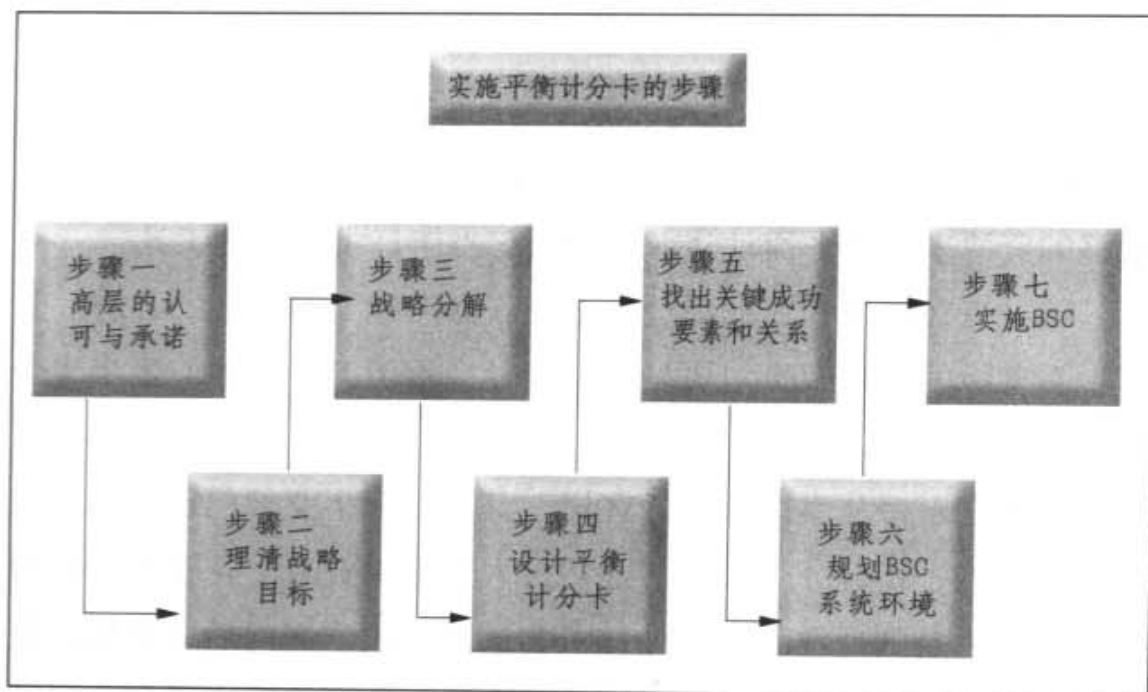 实施平衡计分卡的步骤
步骤一
高层的认
可与承诺
步骤二
理清战略
目标
步骤三
战略分解
步骤四
设计平衡
计分卡
步骤五
找出关键成功
要素和关系
步骤六
规划BSC
系统环境
步骤七
实施BSC